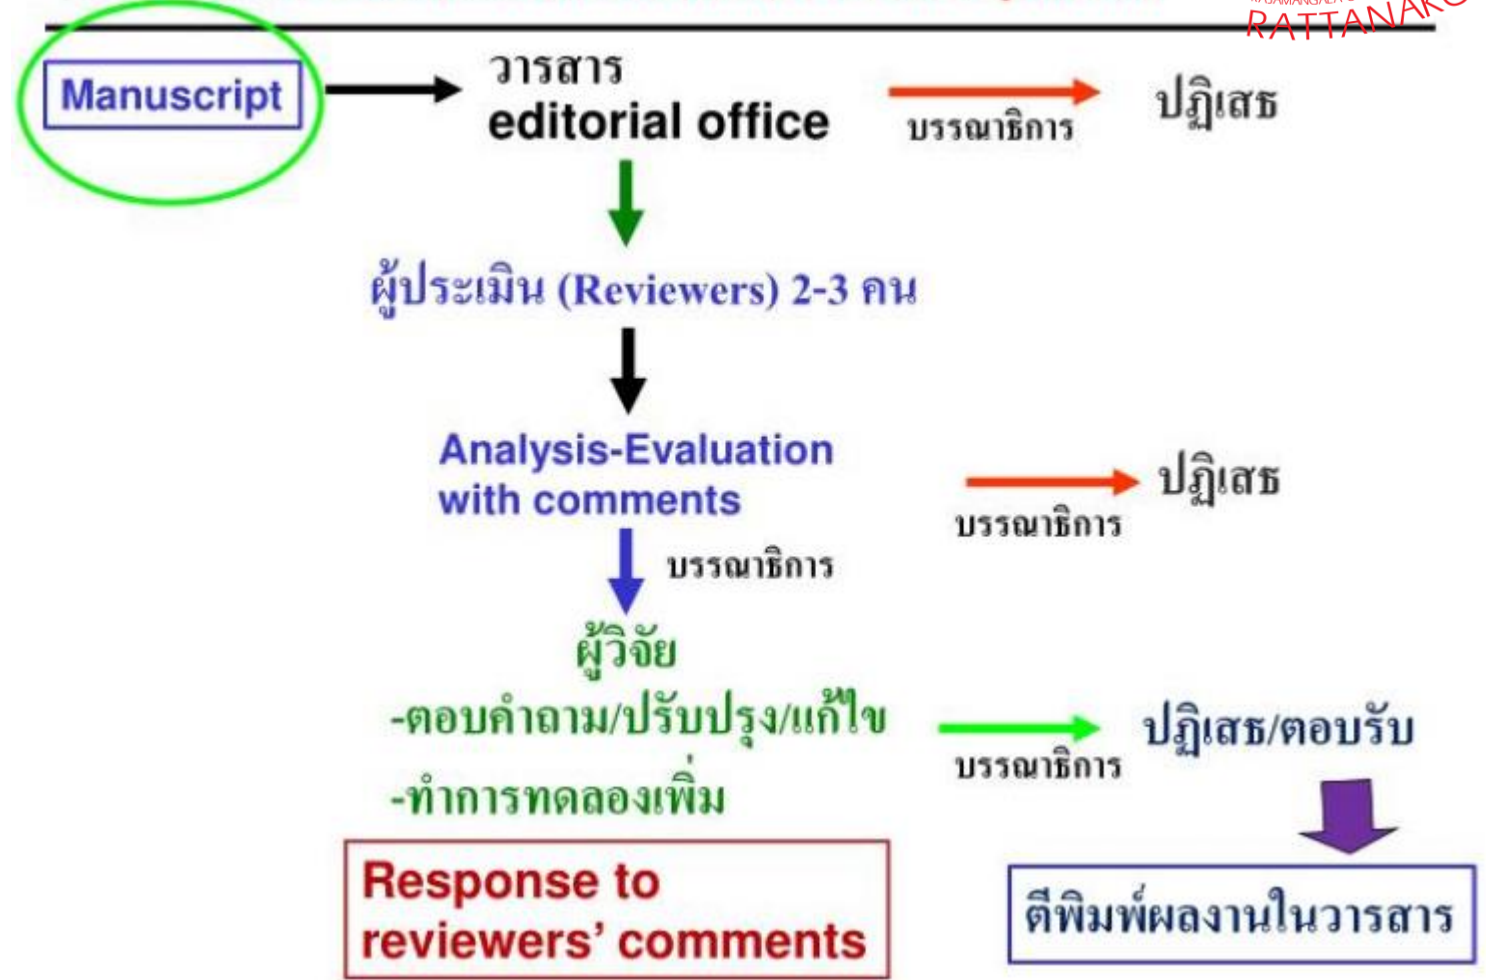 RATTANAKO
Manuscript
วารสาร
editorial office
บรรณาธิการ
ปฏิเสธ
ผู้ประเมิน (Reviewers) 2-3 คน
Analysis-Evaluation
with comments
บรรณาธิการ
ปฏิเสธ
บรรณาธิการ
ผู้วิจัย
-ตอบคำถาม/ปรับปรุง/แก้ไข
-ทำการทดลองเพิ่ม
บรรณาธิการ
ปฏิเสธ/ตอบรับ
Response to
reviewers’ comments
ตีพิมพ์ผลงานในวารสาร